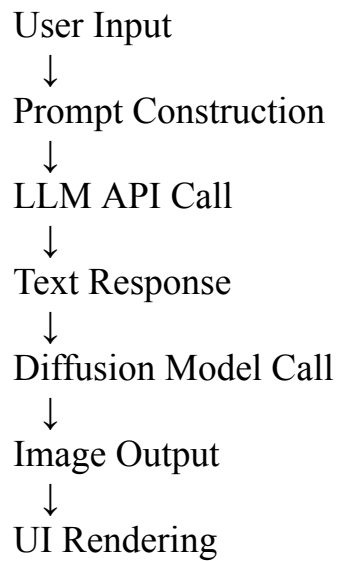 User Input
↓
Prompt Construction
↓
LLM API Call
↓
Text Response
↓
Diffusion Model Call
↓
Image Output
↓
UI Rendering